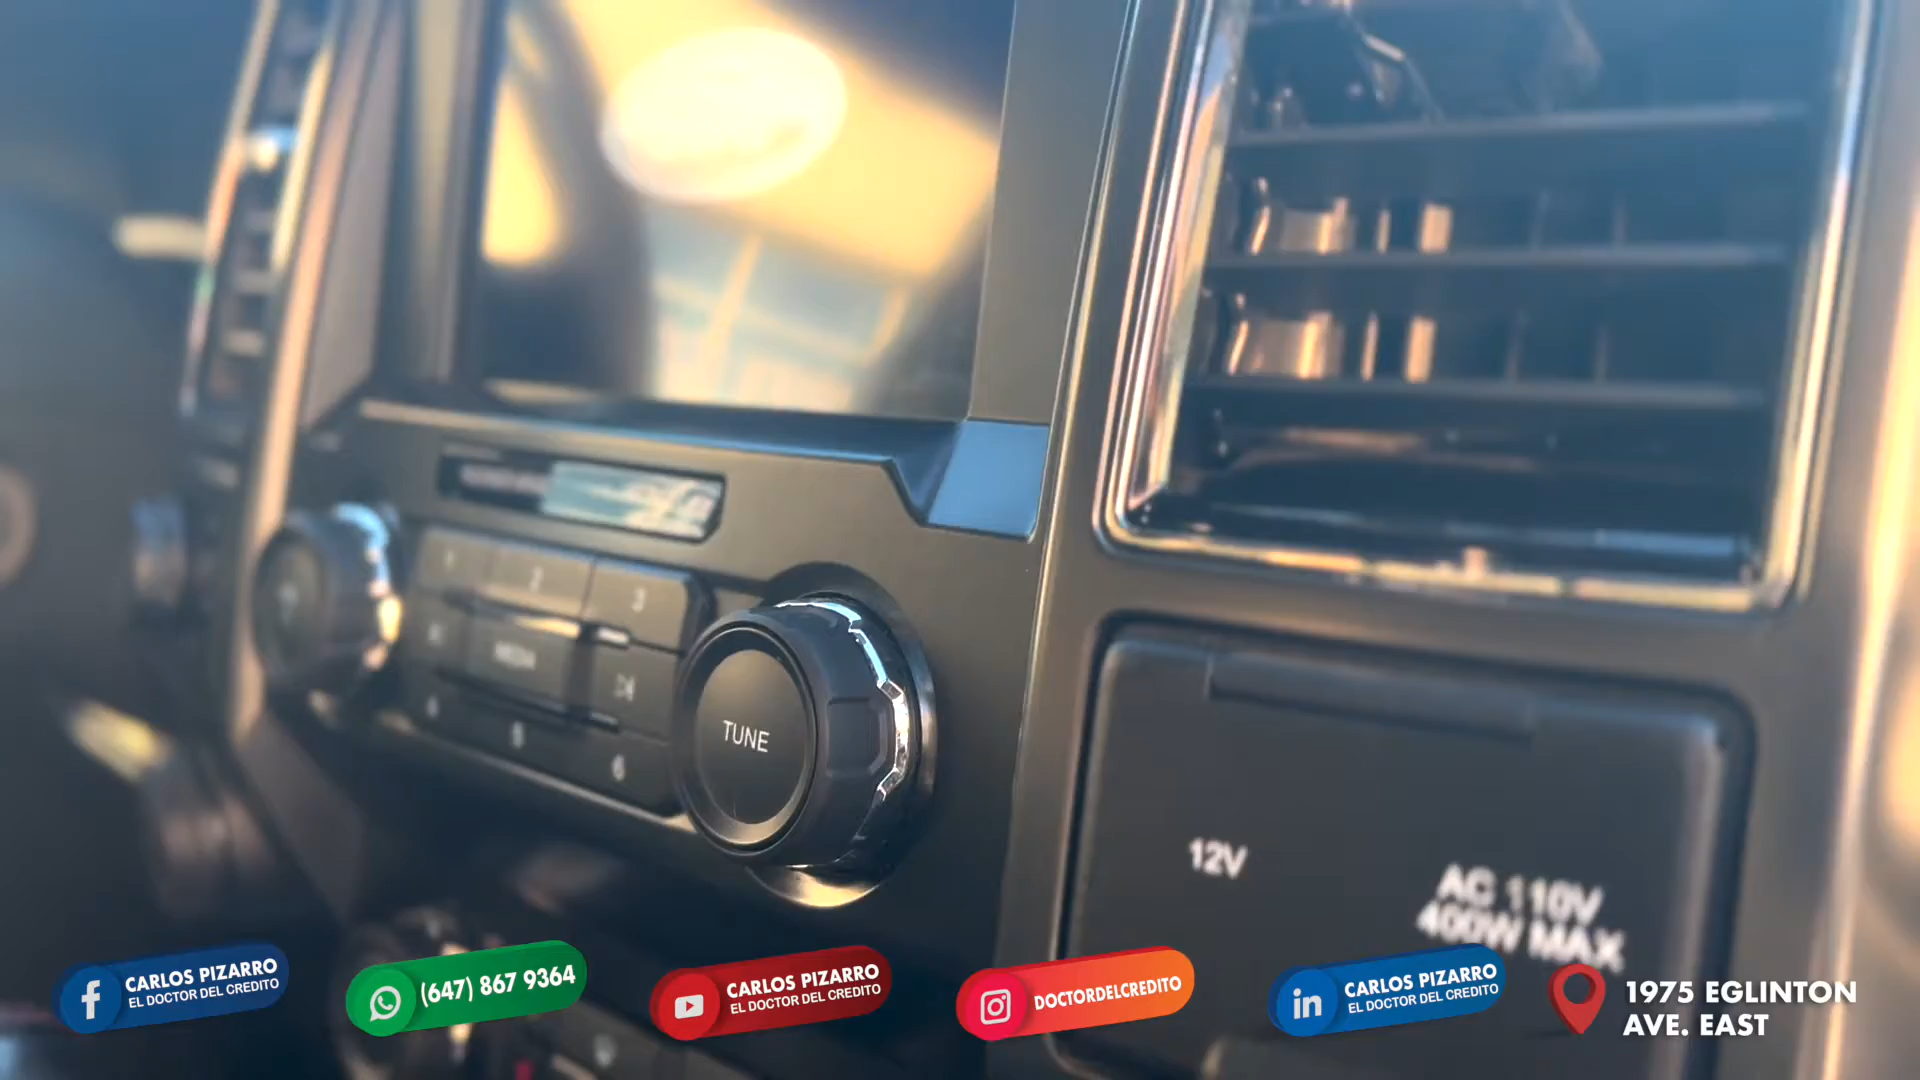 1
2
3
MEDIA
4
5
6
TUNE
12V
AC 110V
400W MAX
CARLOS PIZARRO
EL DOCTOR DEL CREDITO
(647) 867 9364
CARLOS PIZARRO
EL DOCTOR DEL CREDITO
DOCTORDELCREDITO
CARLOS PIZARRO
EL DOCTOR DEL CREDITO
1975 EGLINTON
AVE. EAST